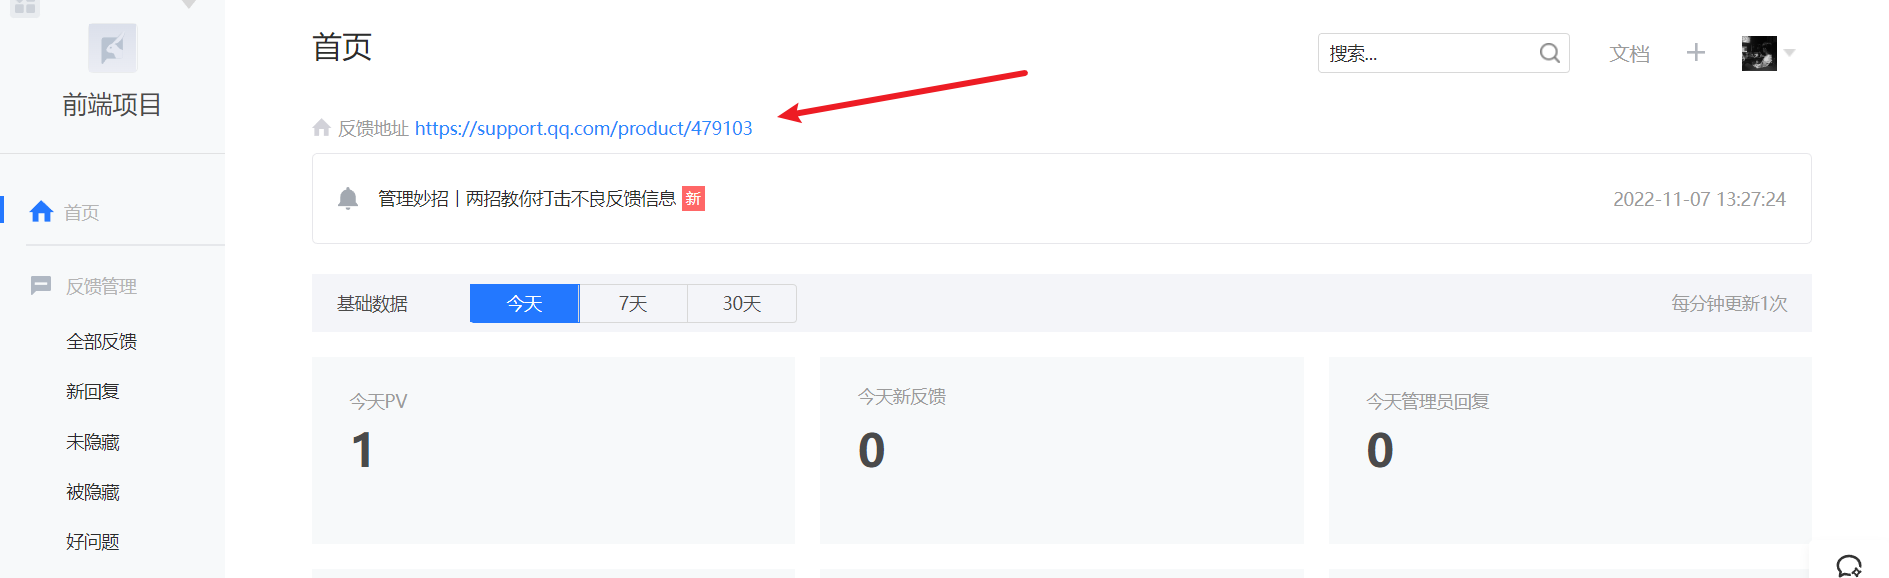 首页
搜索...
文档
前端项目
反馈地址 https://support.qq.com/product/479103
管理妙招丨两招教你打击不良反馈信息 新
2022-11-07 13:27:24
首页
反馈管理
全部反馈
新回复
未隐藏
被隐藏
好问题
基础数据
今天
7天
30天
每分钟更新1次
今天PV
1
今天新反馈
0
今天管理员回复
0